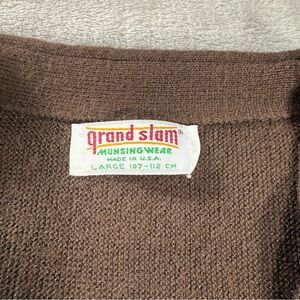 grand slam®
MUNSINGWEAR
MADE IN U.S.A.
LARGE 107-112 CM